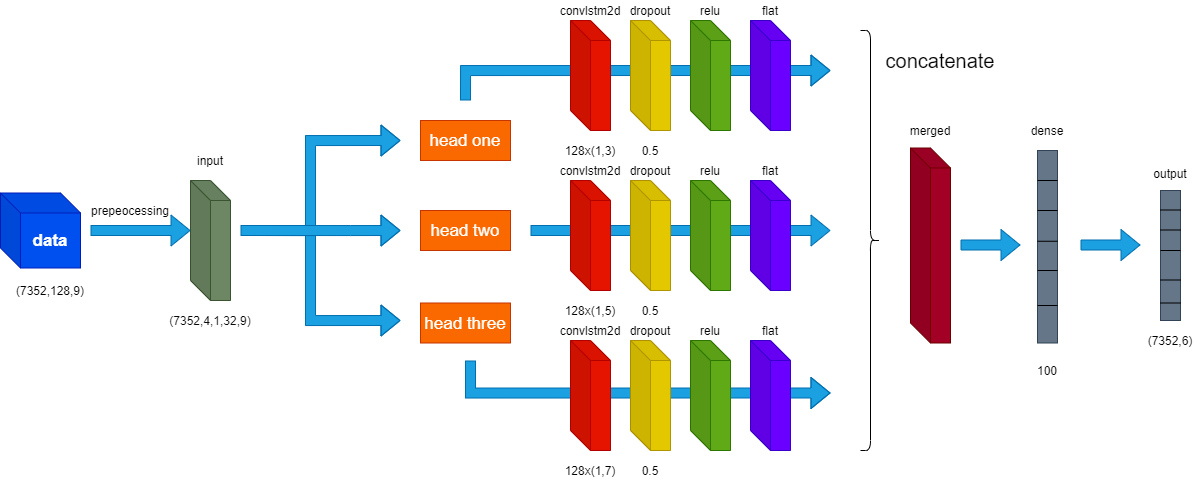 data
(7352,128,9)
prepeocessing
input
(7352,4,1,32,9)
head one
head two
head three
convlstm2d dropout relu flat
128x(1,3) 0.5
convlstm2d dropout relu flat
128x(1,5) 0.5
convlstm2d dropout relu flat
128x(1,7) 0.5
concatenate
merged
dense
100
output
(7352,6)